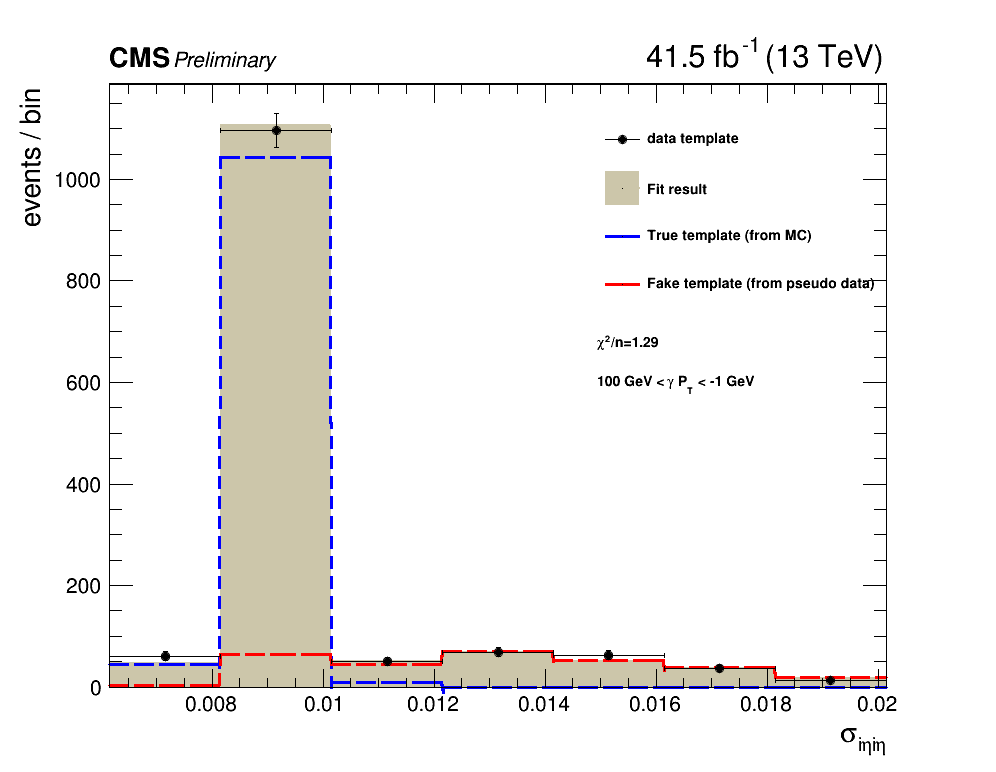 CMS Preliminary
41.5 fb⁻¹ (13 TeV)
events / bin
1000
800
600
400
200
0
data template
Fit result
True template (from MC)
Fake template (from pseudo data)
χ²/n=1.29
100 GeV < γ P_T < -1 GeV
0.008 0.01 0.012 0.014 0.016 0.018 0.02
σ_iηiη